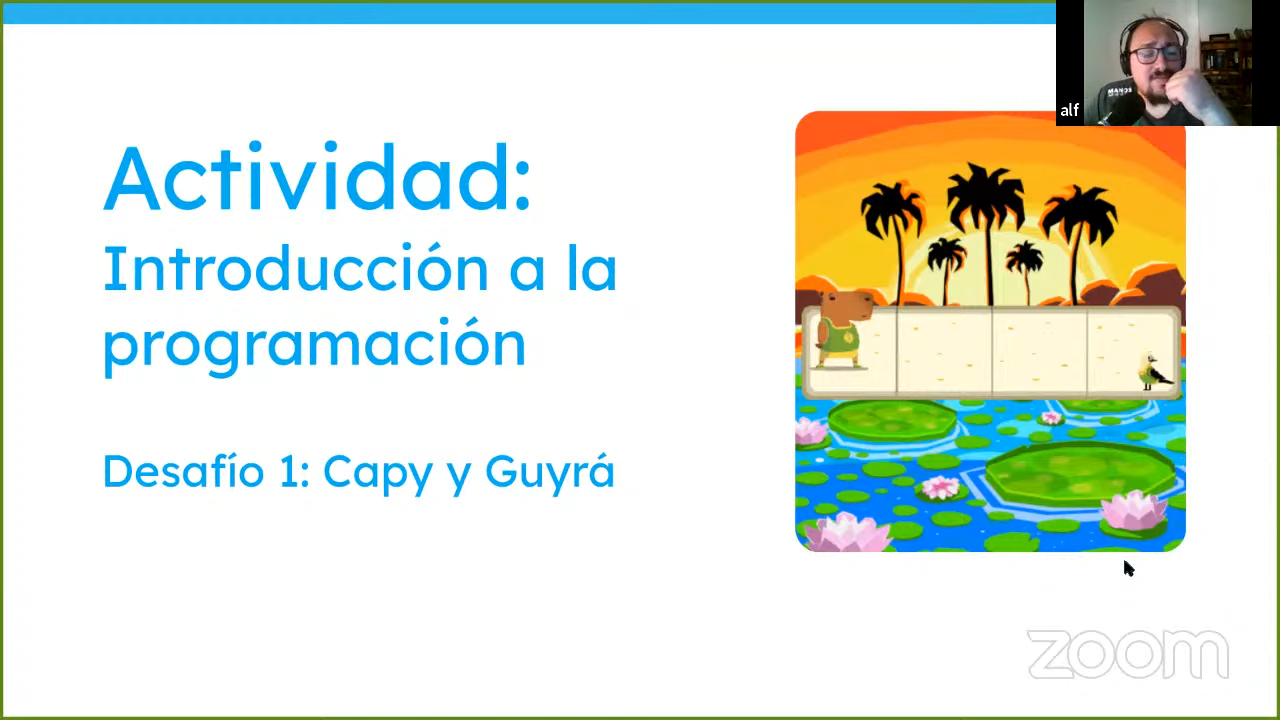 Actividad:
Introducción a la
programación
Desafío 1: Capy y Guyrá
alf
zoom